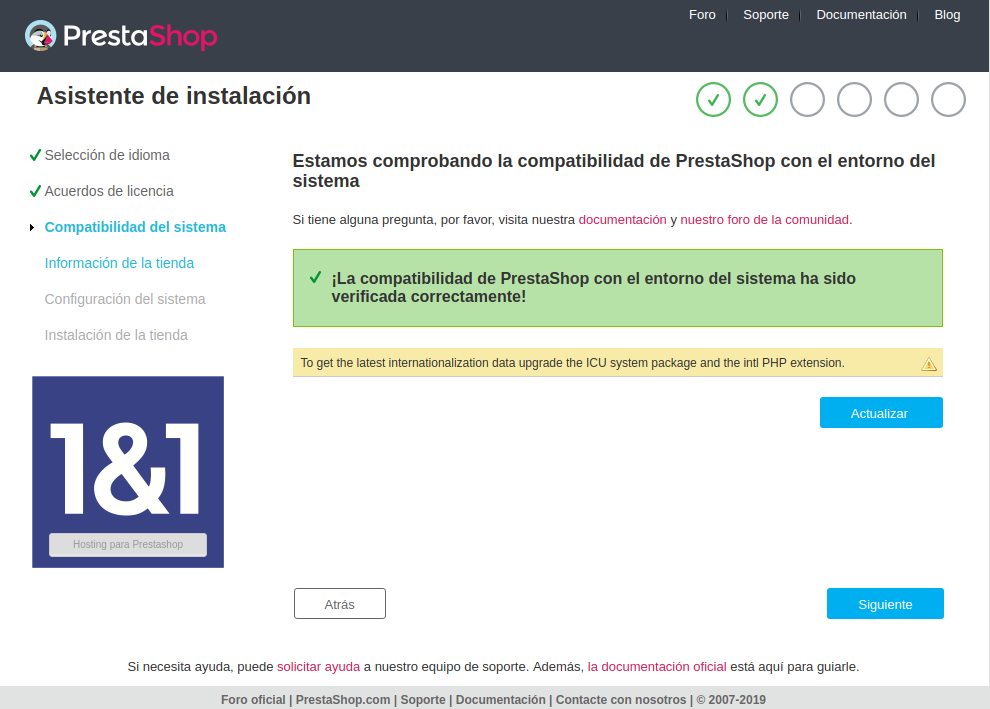 Foro Soporte Documentación Blog
PrestaShop
Asistente de instalación
Selección de idioma
Acuerdos de licencia
Compatibilidad del sistema
Información de la tienda
Configuración del sistema
Instalación de la tienda
1&1
Hosting para Prestashop
Estamos comprobando la compatibilidad de PrestaShop con el entorno del
sistema
Si tiene alguna pregunta, por favor, visita nuestra documentación y nuestro foro de la comunidad.
¡La compatibilidad de PrestaShop con el entorno del sistema ha sido
verificada correctamente!
To get the latest internationalization data upgrade the ICU system package and the intl PHP extension.
Actualizar
Atrás
Siguiente
Si necesita ayuda, puede solicitar ayuda a nuestro equipo de soporte. Además, la documentación oficial está aquí para guiarle.
Foro oficial | PrestaShop.com | Soporte | Documentación | Contacte con nosotros | © 2007-2019